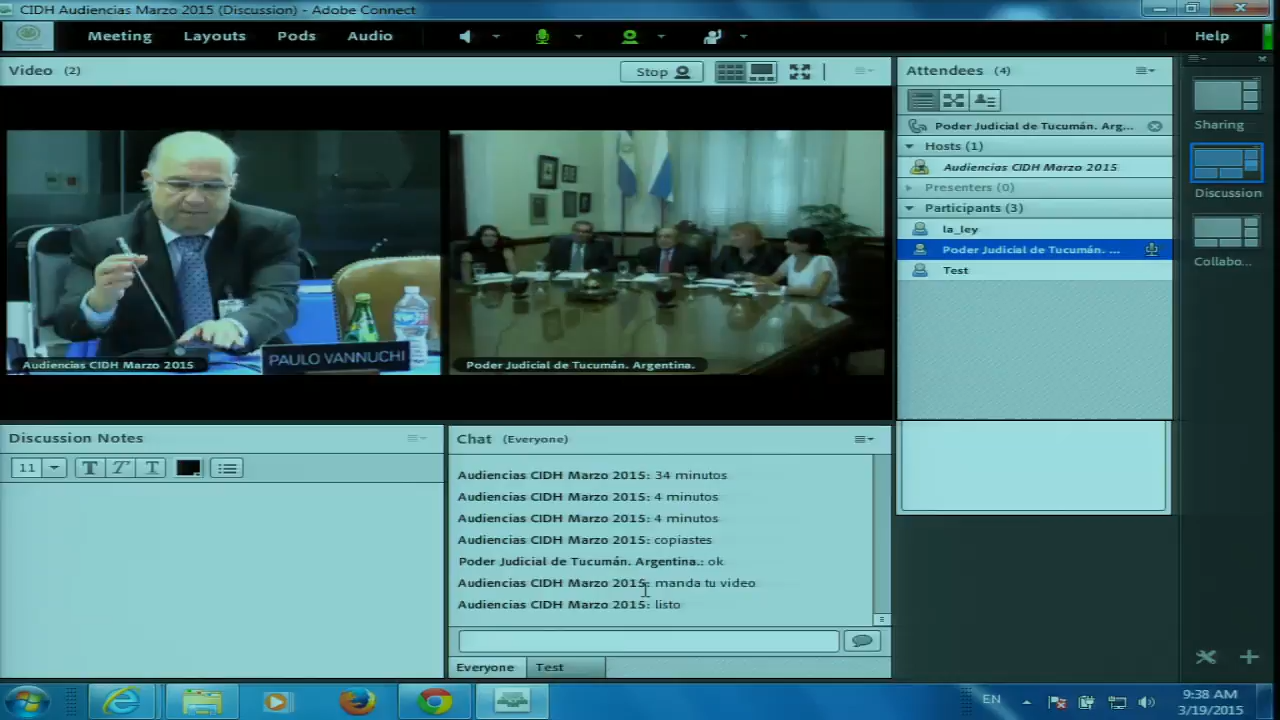 CIDH Audiencias Marzo 2015 (Discussion) - Adobe Connect
Meeting Layouts Pods Audio Help
Video (2)
Stop
Attendees (4)
Poder Judicial de Tucumán. Arg...
Hosts (1)
Audiencias CIDH Marzo 2015
Presenters (0)
Participants (3)
la_ley
Poder Judicial de Tucumán. ...
Test
Sharing
Discussion
Collabo...
PAULO VANNUCHI
Audiencias CIDH Marzo 2015
Poder Judicial de Tucumán. Argentina.
Discussion Notes
11 T T T
Chat (Everyone)
Audiencias CIDH Marzo 2015: 34 minutos
Audiencias CIDH Marzo 2015: 4 minutos
Audiencias CIDH Marzo 2015: 4 minutos
Audiencias CIDH Marzo 2015: copiastes
Poder Judicial de Tucumán. Argentina.: ok
Audiencias CIDH Marzo 2015: manda tu video
Audiencias CIDH Marzo 2015: listo
Everyone Test
EN
9:38 AM
3/19/2015